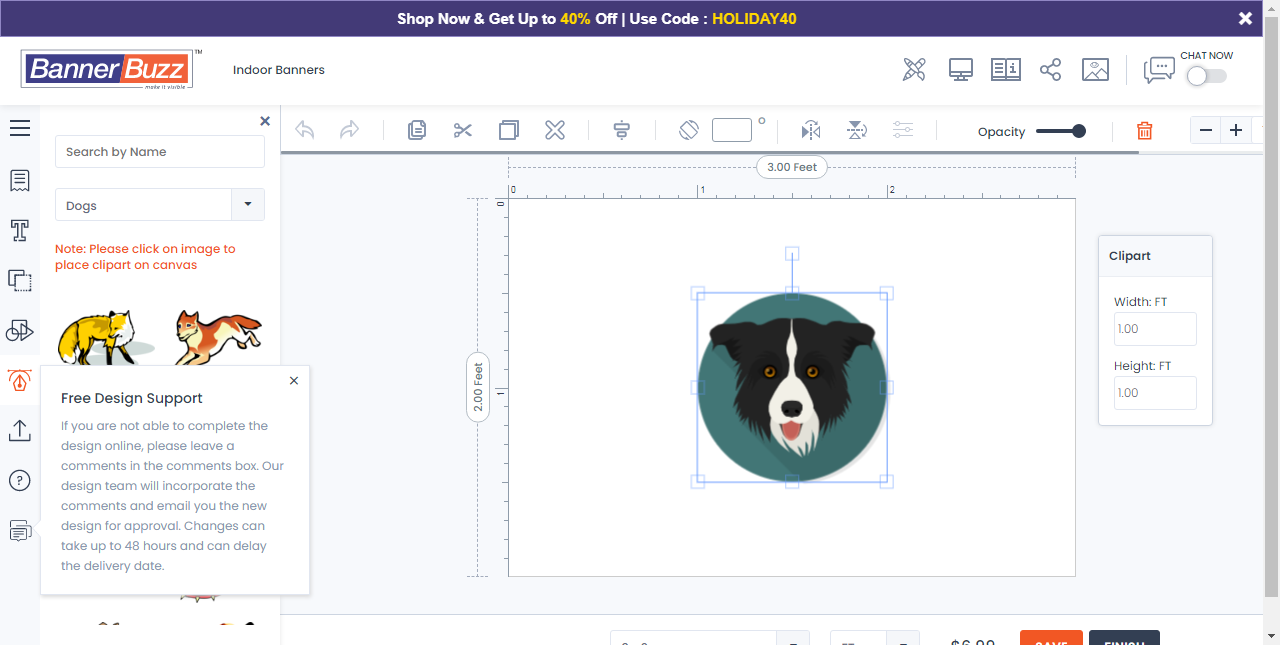 Shop Now & Get Up to 40% Off | Use Code : HOLIDAY40
BannerBuzz™
make it visible
Indoor Banners
CHAT NOW
Search by Name
Opacity
Dogs
Note: Please click on image to
place clipart on canvas
3.00 Feet
0 1 2
0
1
2.00 Feet
Clipart
Width: FT
1.00
Height: FT
1.00
Free Design Support
If you are not able to complete the
design online, please leave a
comments in the comments box. Our
design team will incorporate the
comments and email you the new
design for approval. Changes can
take up to 48 hours and can delay
the delivery date.
SAVE
FINISH